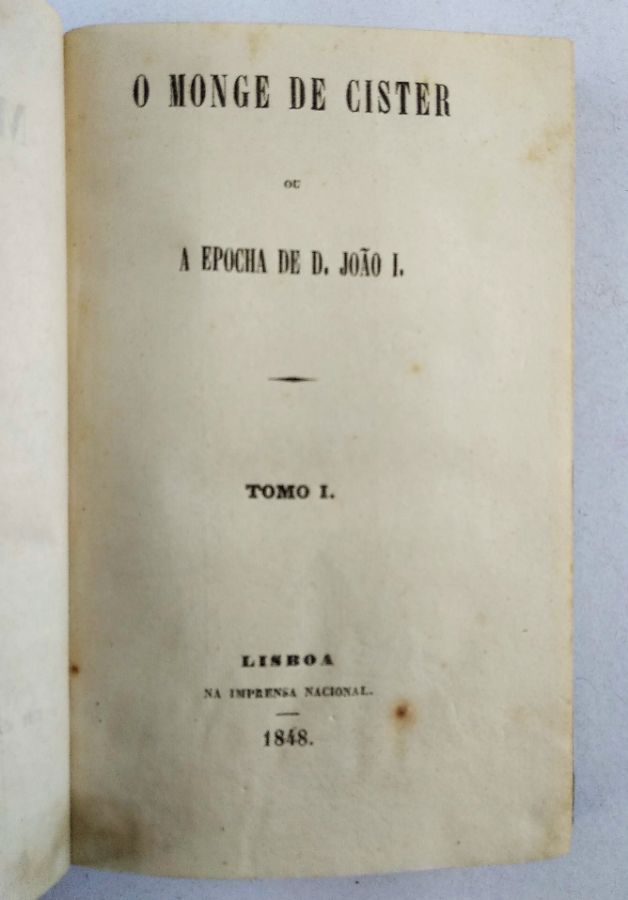 O MONGE DE CISTER
OU
A EPOCHA DE D. JOÃO I.
TOMO I.
LISBOA
NA IMPRENSA NACIONAL.
1848.